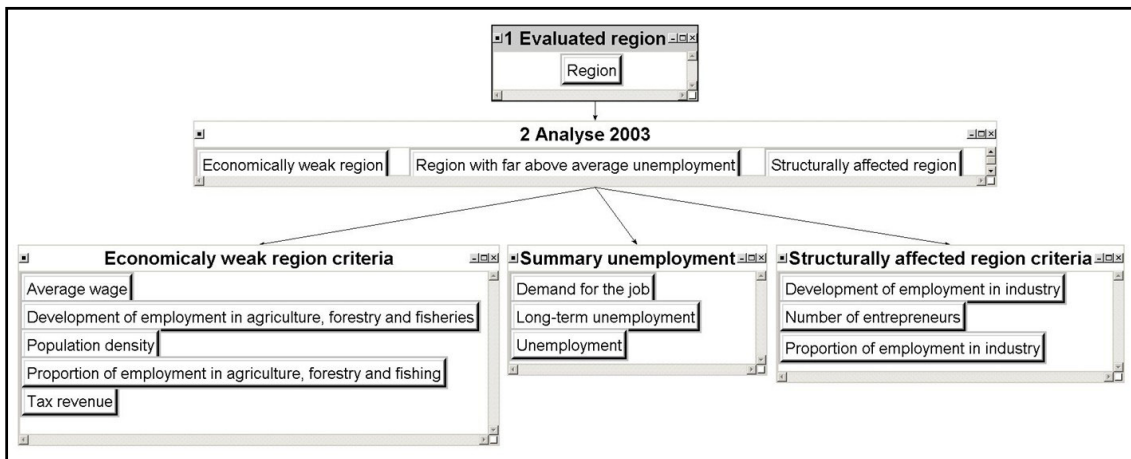 1 Evaluated region
Region
2 Analyse 2003
Economically weak region
Region with far above average unemployment
Structurally affected region
Economicaly weak region criteria
Average wage
Development of employment in agriculture, forestry and fisheries
Population density
Proportion of employment in agriculture, forestry and fishing
Tax revenue
Summary unemployment
Demand for the job
Long-term unemployment
Unemployment
Structurally affected region criteria
Development of employment in industry
Number of entrepreneurs
Proportion of employment in industry